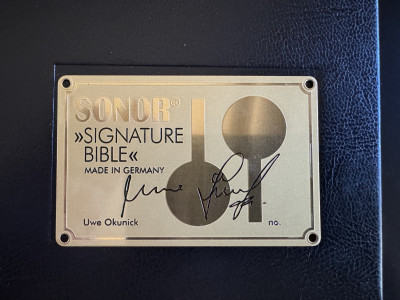 SONOR®
»SIGNATURE
BIBLE«
MADE IN GERMANY
Uwe Okunick
no.